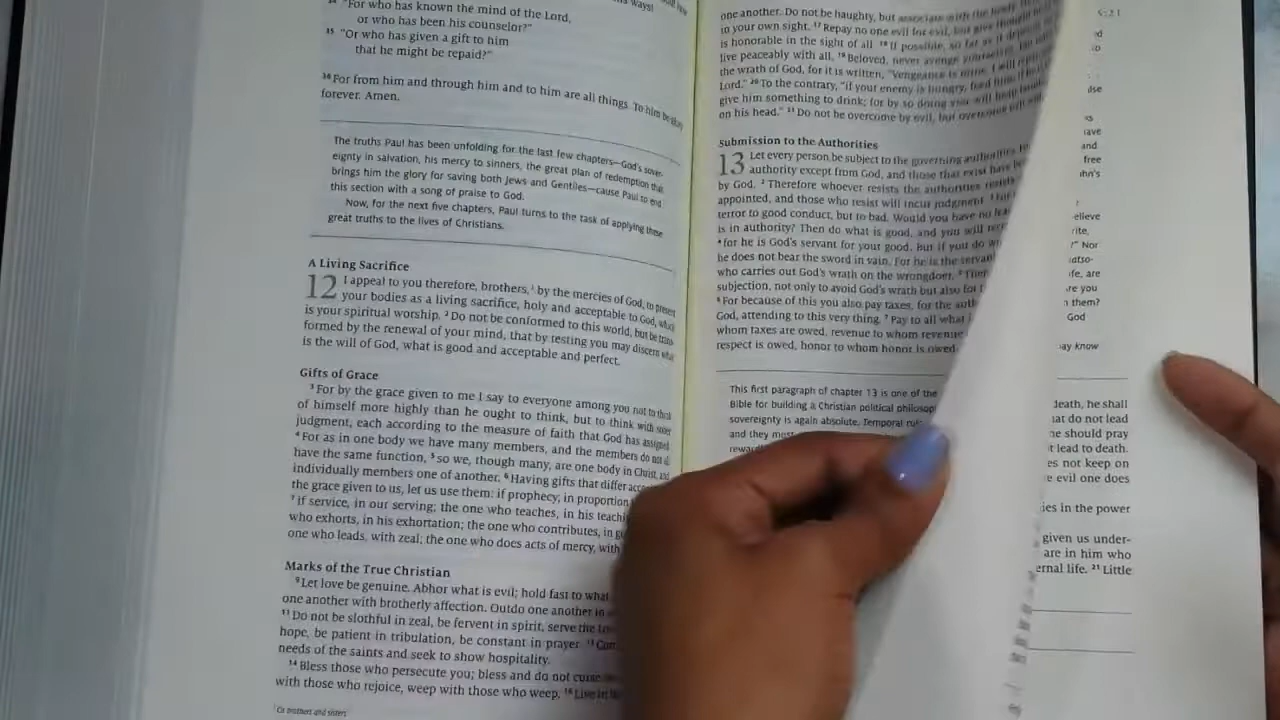 "For who has known the mind of the Lord,
or who has been his counselor?"
15 "Or who has given a gift to him
that he might be repaid?"
36 For from him and through him and to him are all things. To him be glory
forever. Amen.
The truths Paul has been unfolding for the last few chapters—God's sover-
eignty in salvation, his mercy to sinners, the great plan of redemption that
brings him the glory for saving both Jews and Gentiles—cause Paul to end
this section with a song of praise to God.
Now, for the next five chapters, Paul turns to the task of applying these
great truths to the lives of Christians.
A Living Sacrifice
12 I appeal to you therefore, brothers,1 by the mercies of God, to present
your bodies as a living sacrifice, holy and acceptable to God, which
is your spiritual worship. 2 Do not be conformed to this world, but be trans-
formed by the renewal of your mind, that by testing you may discern what
is the will of God, what is good and acceptable and perfect.
Gifts of Grace
3 For by the grace given to me I say to everyone among you not to think
of himself more highly than he ought to think, but to think with sober
judgment, each according to the measure of faith that God has assigned.
4 For as in one body we have many members, and the members do not all
have the same function, 5 so we, though many, are one body in Christ, and
individually members one of another. 6 Having gifts that differ
the grace given to us, let us use them: if prophecy, in proportion
7 if service, in our serving; the one who teaches, in his
who exhorts, in his exhortation; the one who contributes, in
one who leads, with zeal; the one who does acts of mercy, with
Marks of the True Christian
9 Let love be genuine. Abhor what is evil; hold fast to what
one another with brotherly affection. Outdo one another in
11 Do not be slothful in zeal, be fervent in spirit, serve the
hope, be patient in tribulation, be constant in prayer.
needs of the saints and seek to show hospitality.
14 Bless those who persecute you; bless and do not curse
with those who rejoice, weep with those who weep. 16 Live in
1 Or brothers and sisters
one another. Do not be haughty, but associate with the lowly.
in your own sight. 17 Repay no one evil for evil, but give thought
is honorable in the sight of all. 18 If possible, so far as it depends
live peaceably with all. 19 Beloved, never avenge yourselves, but
the wrath of God, for it is written, "Vengeance is mine, I will
Lord." 20 To the contrary, "if your enemy is hungry, feed him; if
give him something to drink; for by so doing you will heap
on his head." 21 Do not be overcome by evil, but overcome
Submission to the Authorities
13 Let every person be subject to the governing authorities.
authority except from God, and those that exist have
by God. 2 Therefore whoever resists the authorities resists
appointed, and those who resist will incur judgment.
terror to good conduct, but to bad. Would you have no
is in authority? Then do what is good, and you will
4 for he is God's servant for your good. But if you do
he does not bear the sword in vain. For he is the servant
who carries out God's wrath on the wrongdoer. 5
subjection, not only to avoid God's wrath but also for
6 For because of this you also pay taxes, for the
God, attending to this very thing. 7 Pay to all what
whom taxes are owed, revenue to whom revenue
respect is owed, honor to whom honor is owed.
This first paragraph of chapter 13 is one of the
Bible for building a Christian political
sovereignty is again absolute. Temporal
and they must
5:21
and
free
rite,
Nor
are
you
them?
God
know
death, he shall
do not lead
should pray
lead to death.
not keep on
evil one does
in the power
given us under-
are in him who
life. 21 Little